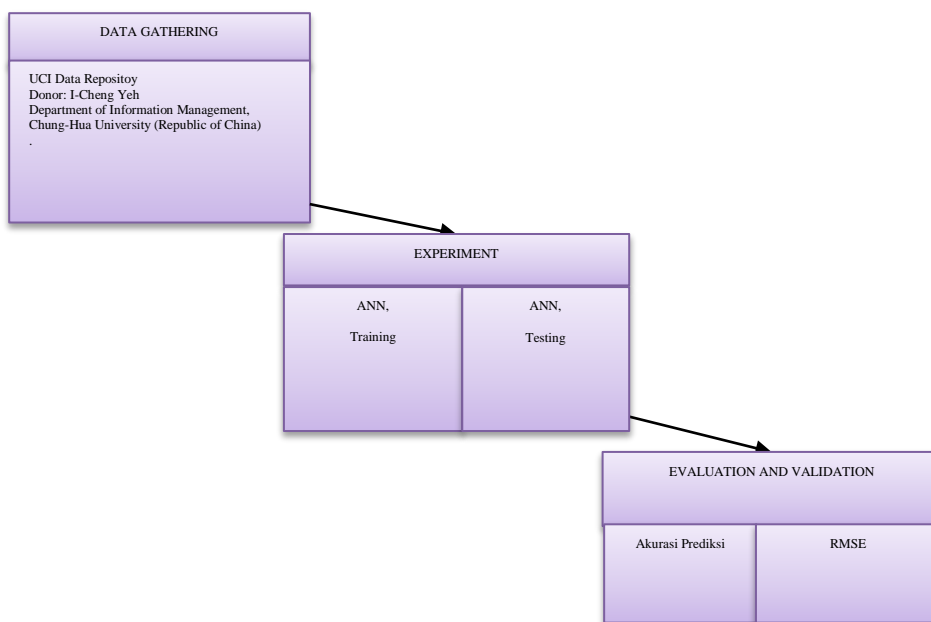 DATA GATHERING
UCI Data Repositoy
Donor: I-Cheng Yeh
Department of Information Management,
Chung-Hua University (Republic of China)
.
EXPERIMENT
ANN,
Training
ANN,
Testing
EVALUATION AND VALIDATION
Akurasi Prediksi
RMSE